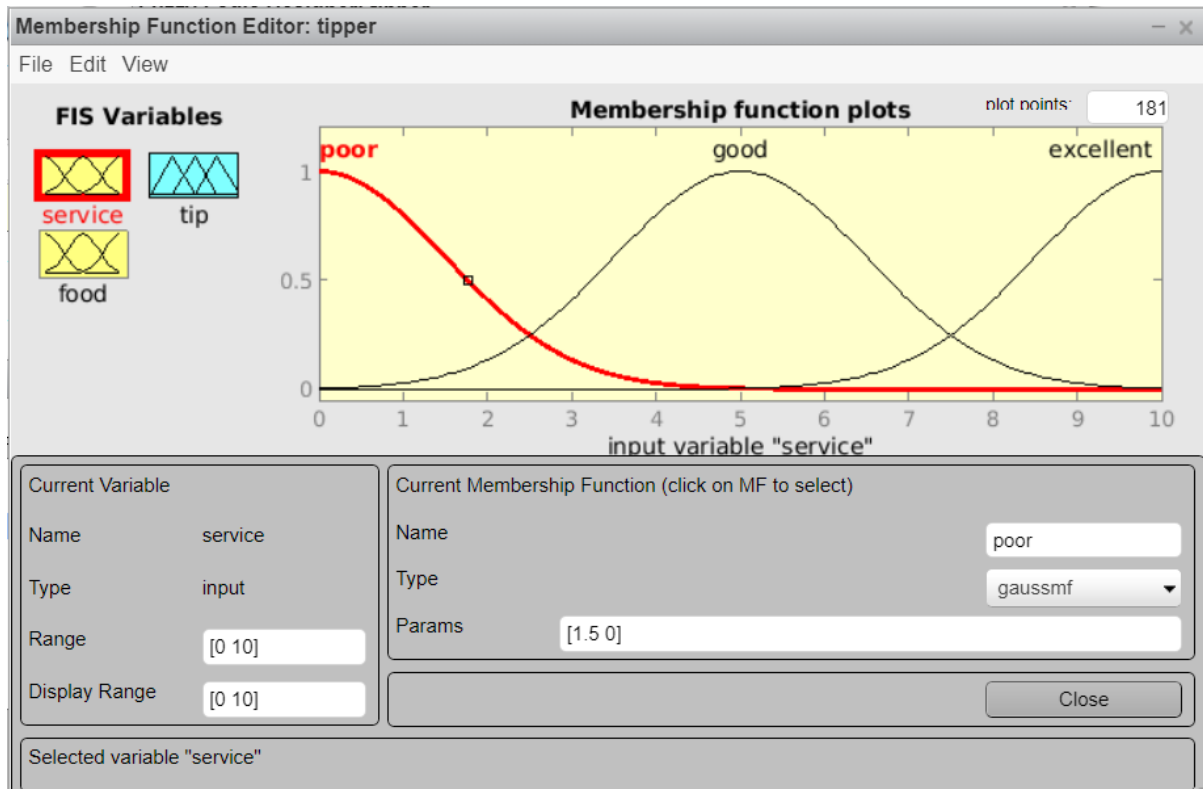 Membership Function Editor: tipper
File Edit View
FIS Variables
service
tip
food
Membership function plots
plot points:
181
poor
good
excellent
1
0.5
0
0 1 2 3 4 5 6 7 8 9 10
input variable "service"
Current Variable
Name service
Type input
Range [0 10]
Display Range [0 10]
Current Membership Function (click on MF to select)
Name poor
Type gaussmf
Params [1.5 0]
Close
Selected variable "service"